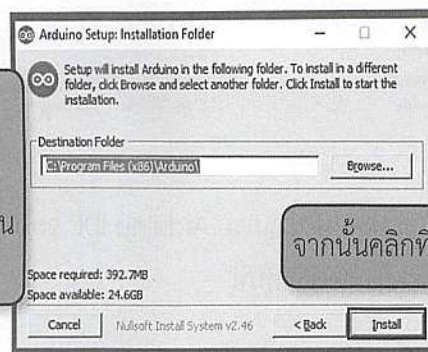 Arduino Setup: Installation Folder
Setup will install Arduino in the following folder. To install in a different
folder, click Browse and select another folder. Click Install to start the
installation.
Destination Folder
C:\Program Files (x86)\Arduino\
Browse...
จากนั้นคลิกที่
Space required: 392.7MB
Space available: 24.6GB
Cancel
Nullsoft Install System v2.46
< Back
Install